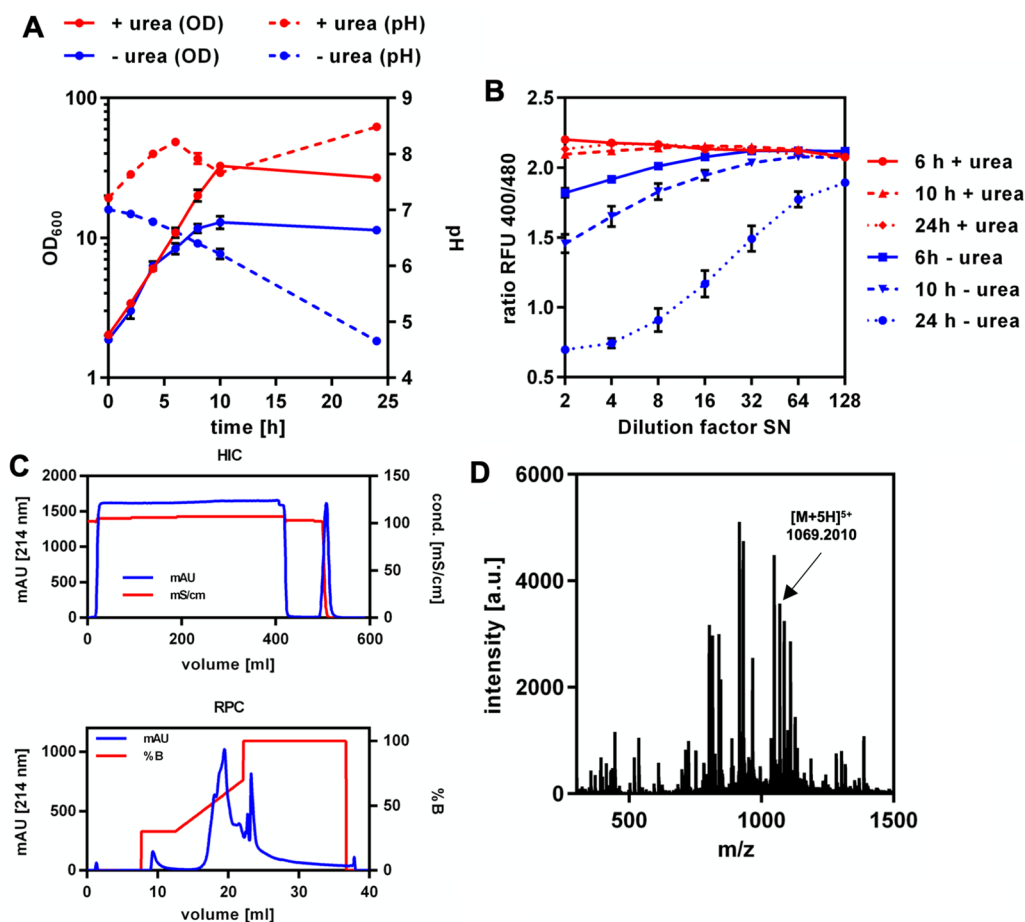 A
+ urea (OD) + urea (pH)
- urea (OD) - urea (pH)
100
10
1
OD600
9
8
7
6
5
4
pH
0 5 10 15 20 25
time [h]
B
2.5
2.0
1.5
1.0
0.5
ratio RFU 400/480
2 4 8 16 32 64 128
Dilution factor SN
6 h + urea
10 h + urea
24h + urea
6h - urea
10 h - urea
24 h - urea
C
HIC
2000
1500
1000
500
0
mAU [214 nm]
mAU
mS/cm
150
100
50
0
cond. [mS/cm]
0 200 400 600
volume [ml]
RPC
mAU
%B
1000
500
0
mAU [214 nm]
100
50
0
%B
0 10 20 30 40
volume [ml]
D
6000
4000
2000
0
intensity [a.u.]
[M+5H]5+
1069.2010
500 1000 1500
m/z